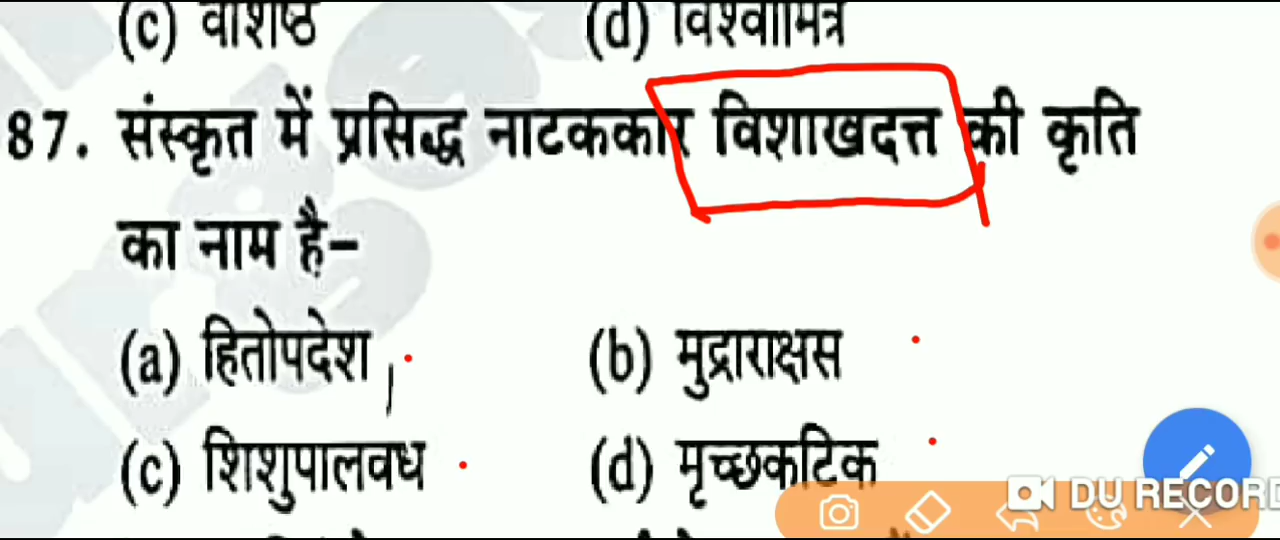 (c) वशिष्ठ (d) विश्वामित्र
87. संस्कृत में प्रसिद्ध नाटककार विशाखदत्त की कृति
का नाम है–
(a) हितोपदेश (b) मुद्राराक्षस
(c) शिशुपालवध (d) मृच्छकटिक
DU RECORD